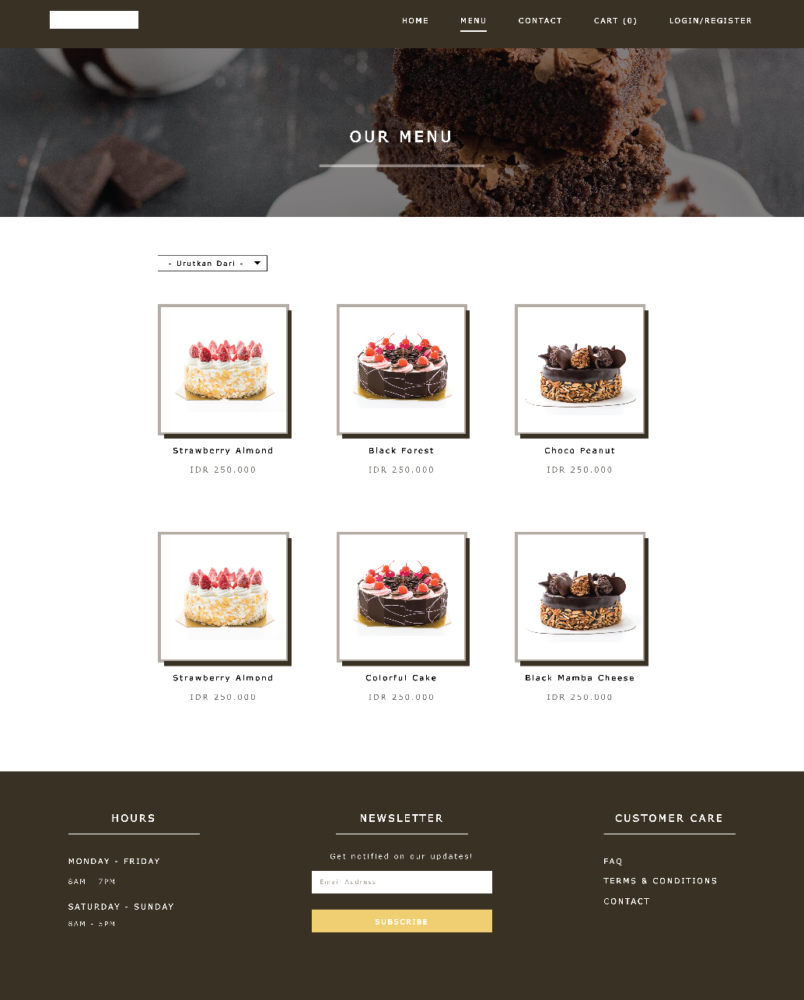 HOME MENU CONTACT CART (0) LOGIN/REGISTER
OUR MENU
- Urutkan Dari -
Strawberry Almond
IDR 250.000
Black Forest
IDR 250.000
Choco Peanut
IDR 250.000
Strawberry Almond
IDR 250.000
Colorful Cake
IDR 250.000
Black Mamba Cheese
IDR 250.000
HOURS
MONDAY - FRIDAY
8AM - 7PM
SATURDAY - SUNDAY
8AM - 5PM
NEWSLETTER
Get notified on our updates!
Email Address
SUBSCRIBE
CUSTOMER CARE
FAQ
TERMS & CONDITIONS
CONTACT